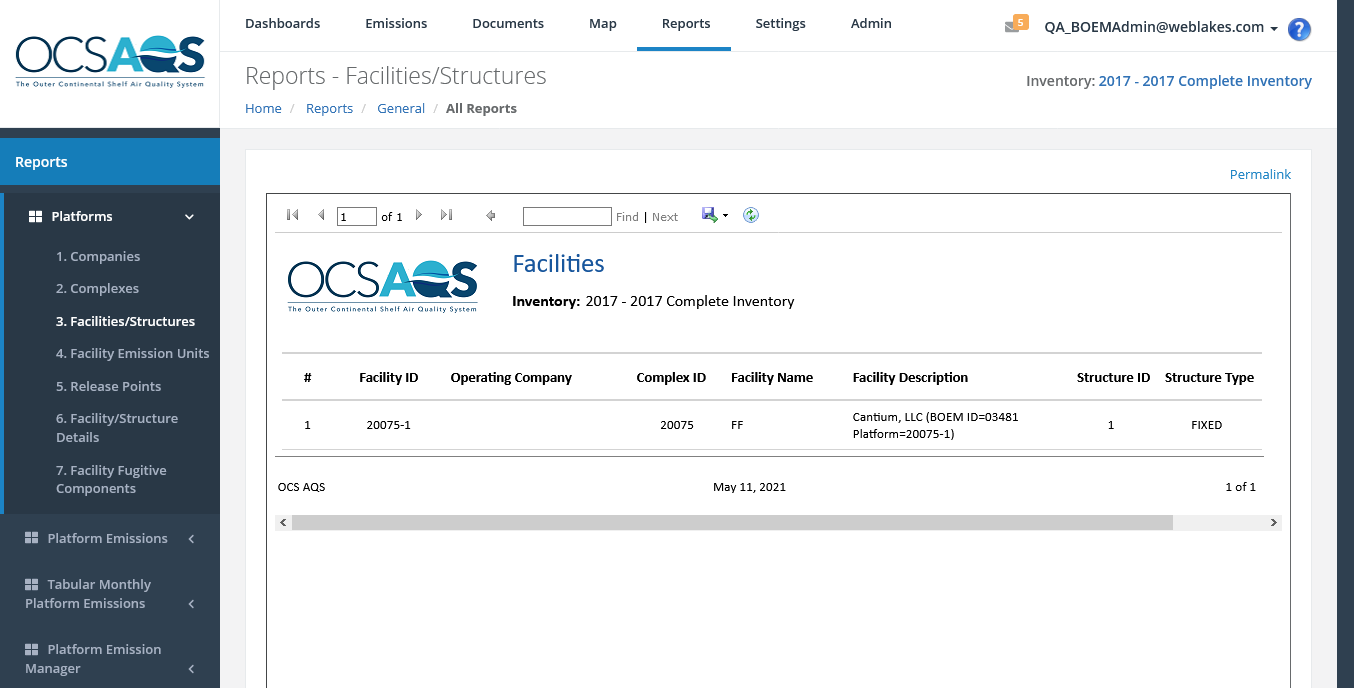 OCSAQS
The Outer Continental Shelf Air Quality System
Dashboards Emissions Documents Map Reports Settings Admin
5 QA_BOEMAdmin@weblakes.com ?
Reports - Facilities/Structures
Inventory: 2017 - 2017 Complete Inventory
Home / Reports / General / All Reports
Reports
Platforms
1. Companies
2. Complexes
3. Facilities/Structures
4. Facility Emission Units
5. Release Points
6. Facility/Structure
Details
7. Facility Fugitive
Components
Platform Emissions
Tabular Monthly
Platform Emissions
Platform Emission
Manager
Permalink
1 of 1 Find | Next
OCSAQS
The Outer Continental Shelf Air Quality System
Facilities
Inventory: 2017 - 2017 Complete Inventory
# Facility ID Operating Company Complex ID Facility Name Facility Description Structure ID Structure Type
1 20075-1 20075 FF Cantium, LLC (BOEM ID=03481 1 FIXED
Platform=20075-1)
OCS AQS May 11, 2021 1 of 1